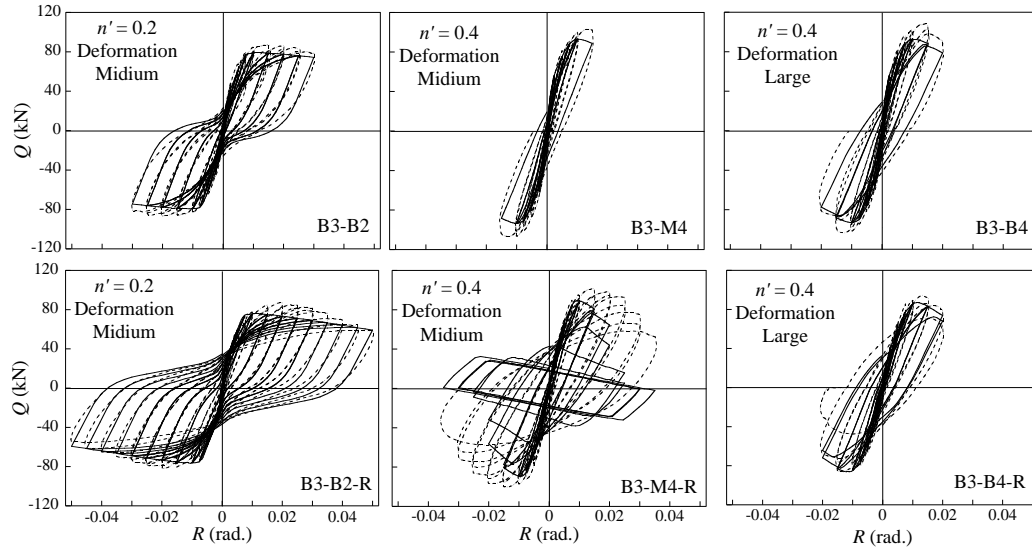 120
80
40
0
-40
-80
-120
Q (kN)
n' = 0.2
Deformation
Midium
B3-B2
n' = 0.4
Deformation
Midium
B3-M4
n' = 0.4
Deformation
Large
B3-B4
120
80
40
0
-40
-80
-120
Q (kN)
n' = 0.2
Deformation
Midium
B3-B2-R
n' = 0.4
Deformation
Midium
B3-M4-R
n' = 0.4
Deformation
Large
B3-B4-R
-0.04 -0.02 0 0.02 0.04
-0.04 -0.02 0 0.02 0.04
-0.04 -0.02 0 0.02 0.04
R (rad.)
R (rad.)
R (rad.)